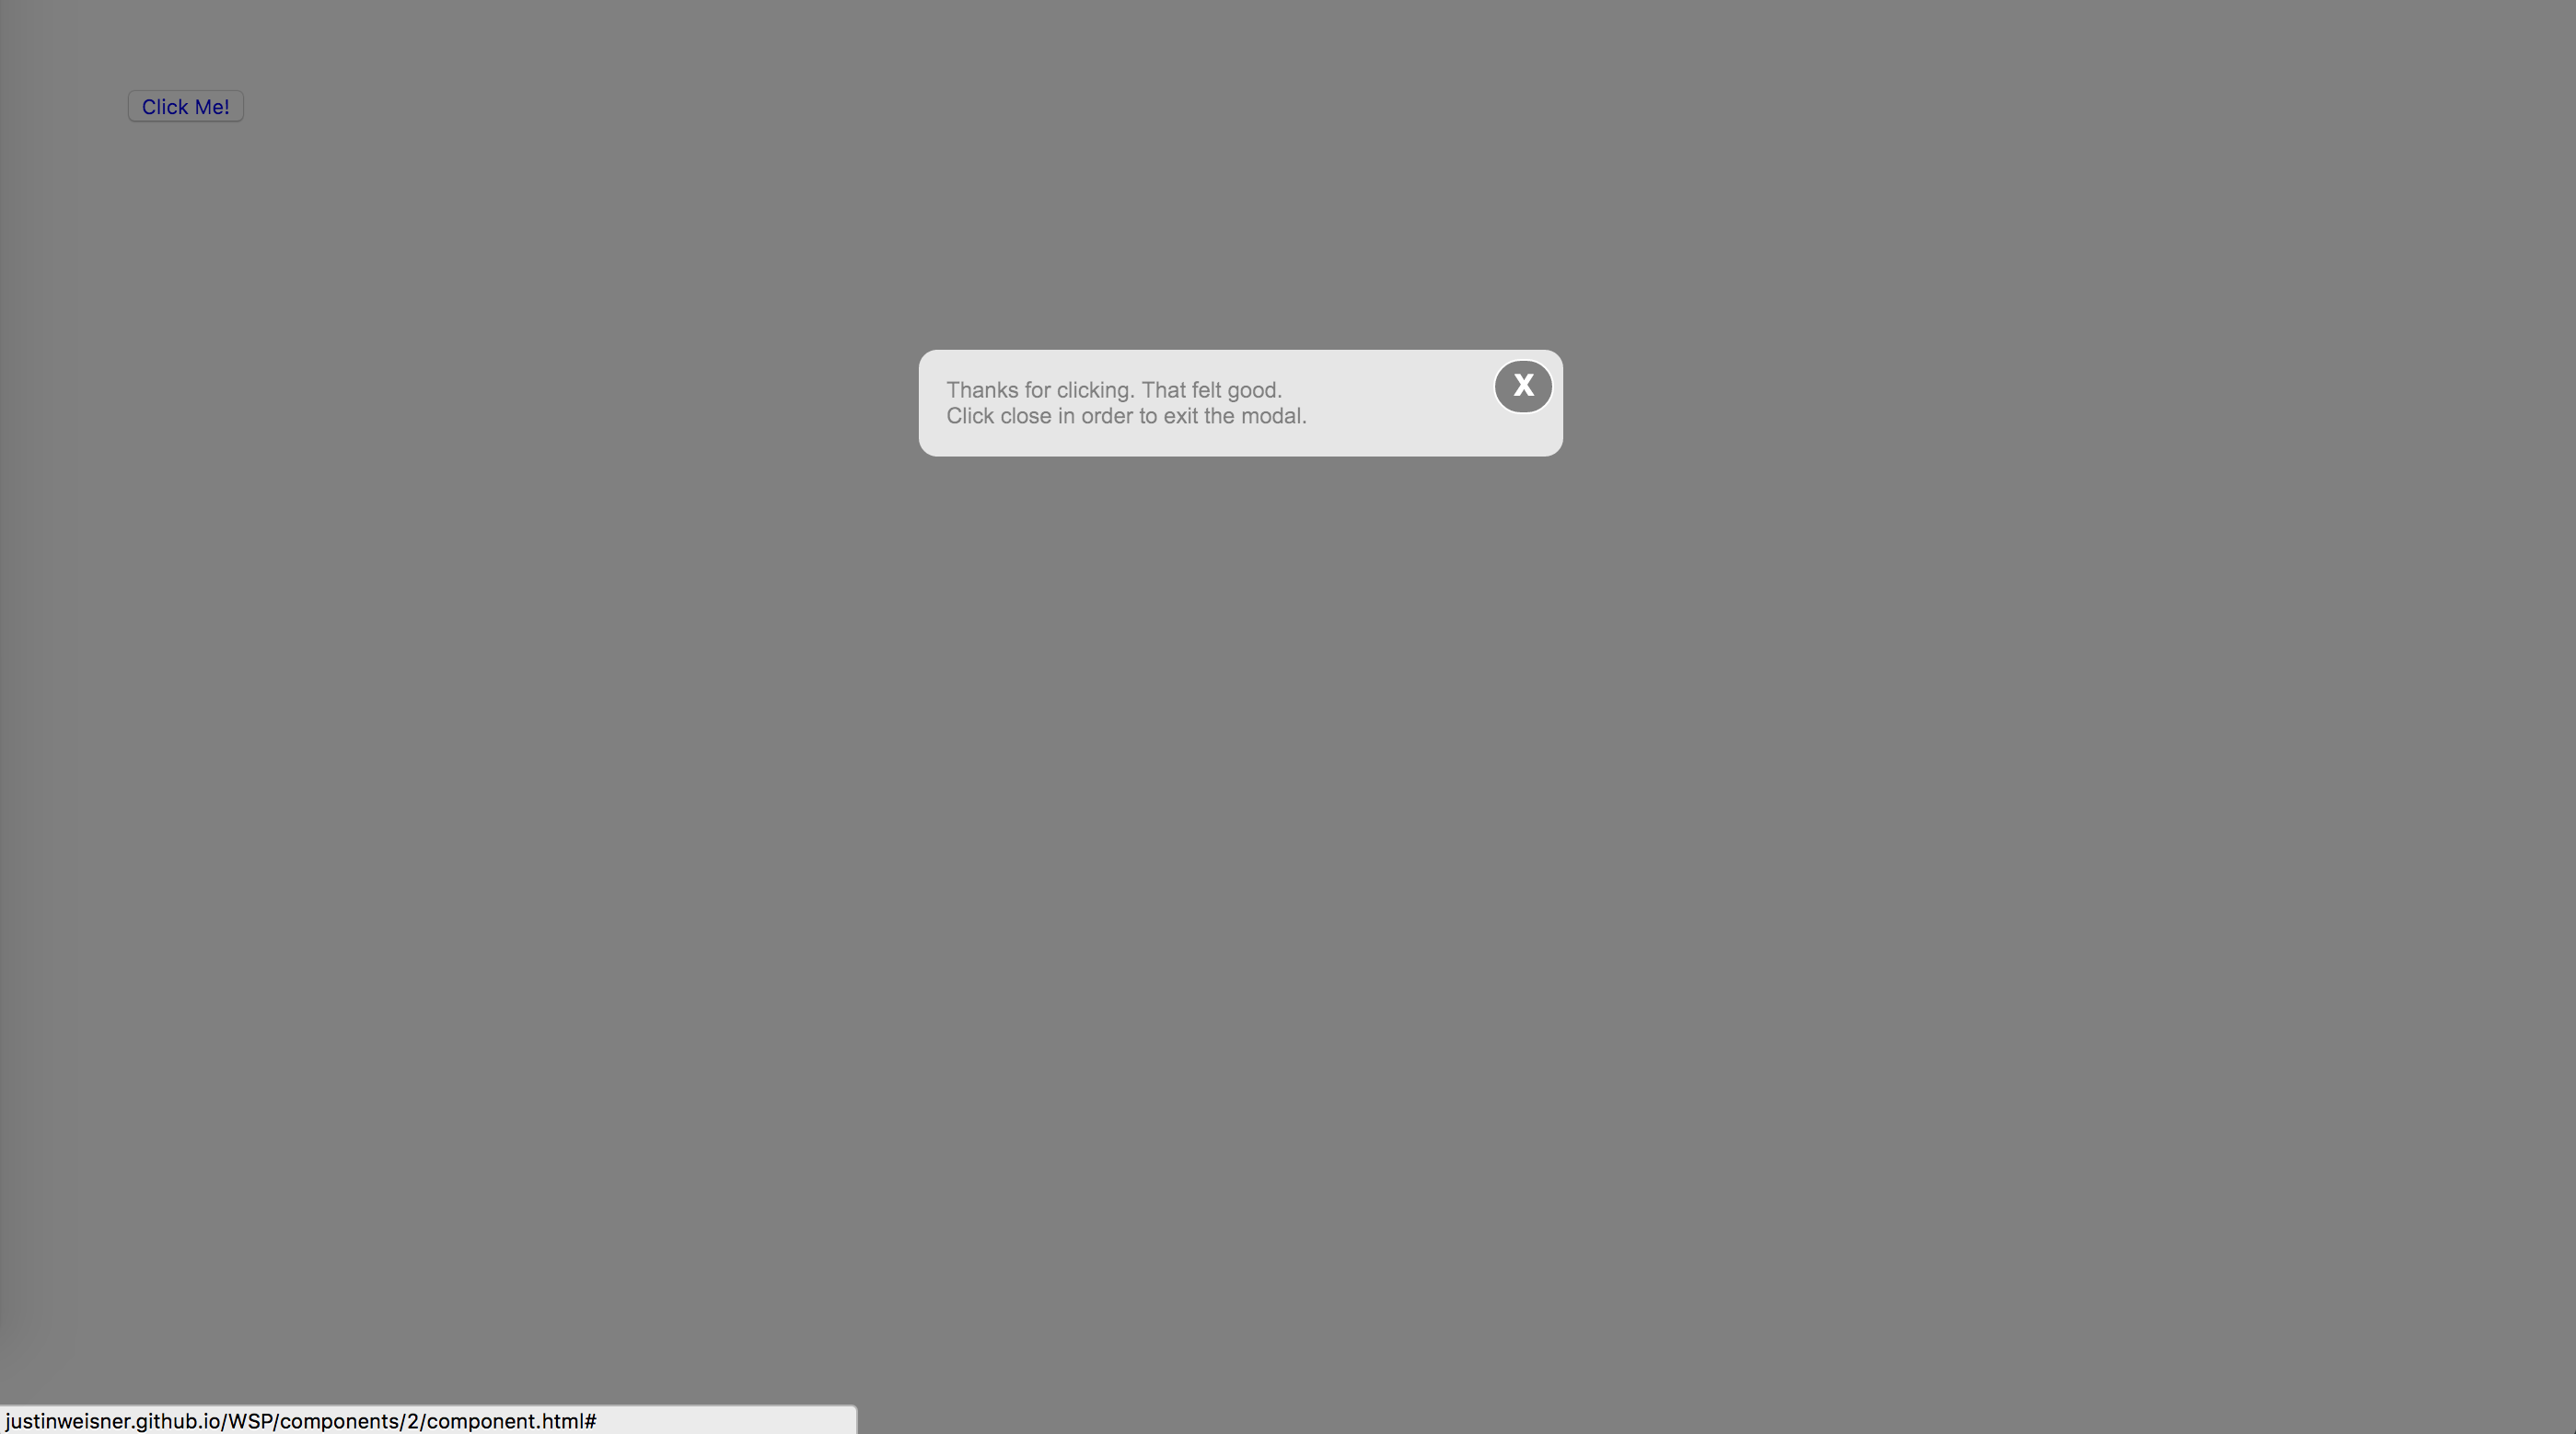 Click Me!
Thanks for clicking. That felt good.
X
Click close in order to exit the modal.
justinweisner.github.io/WSP/components/2/component.html#